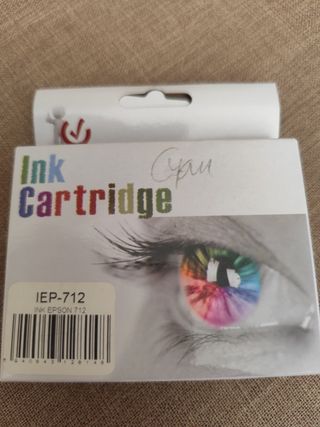 Cyan
Ink
Cartridge
IEP-712
INK EPSON 712